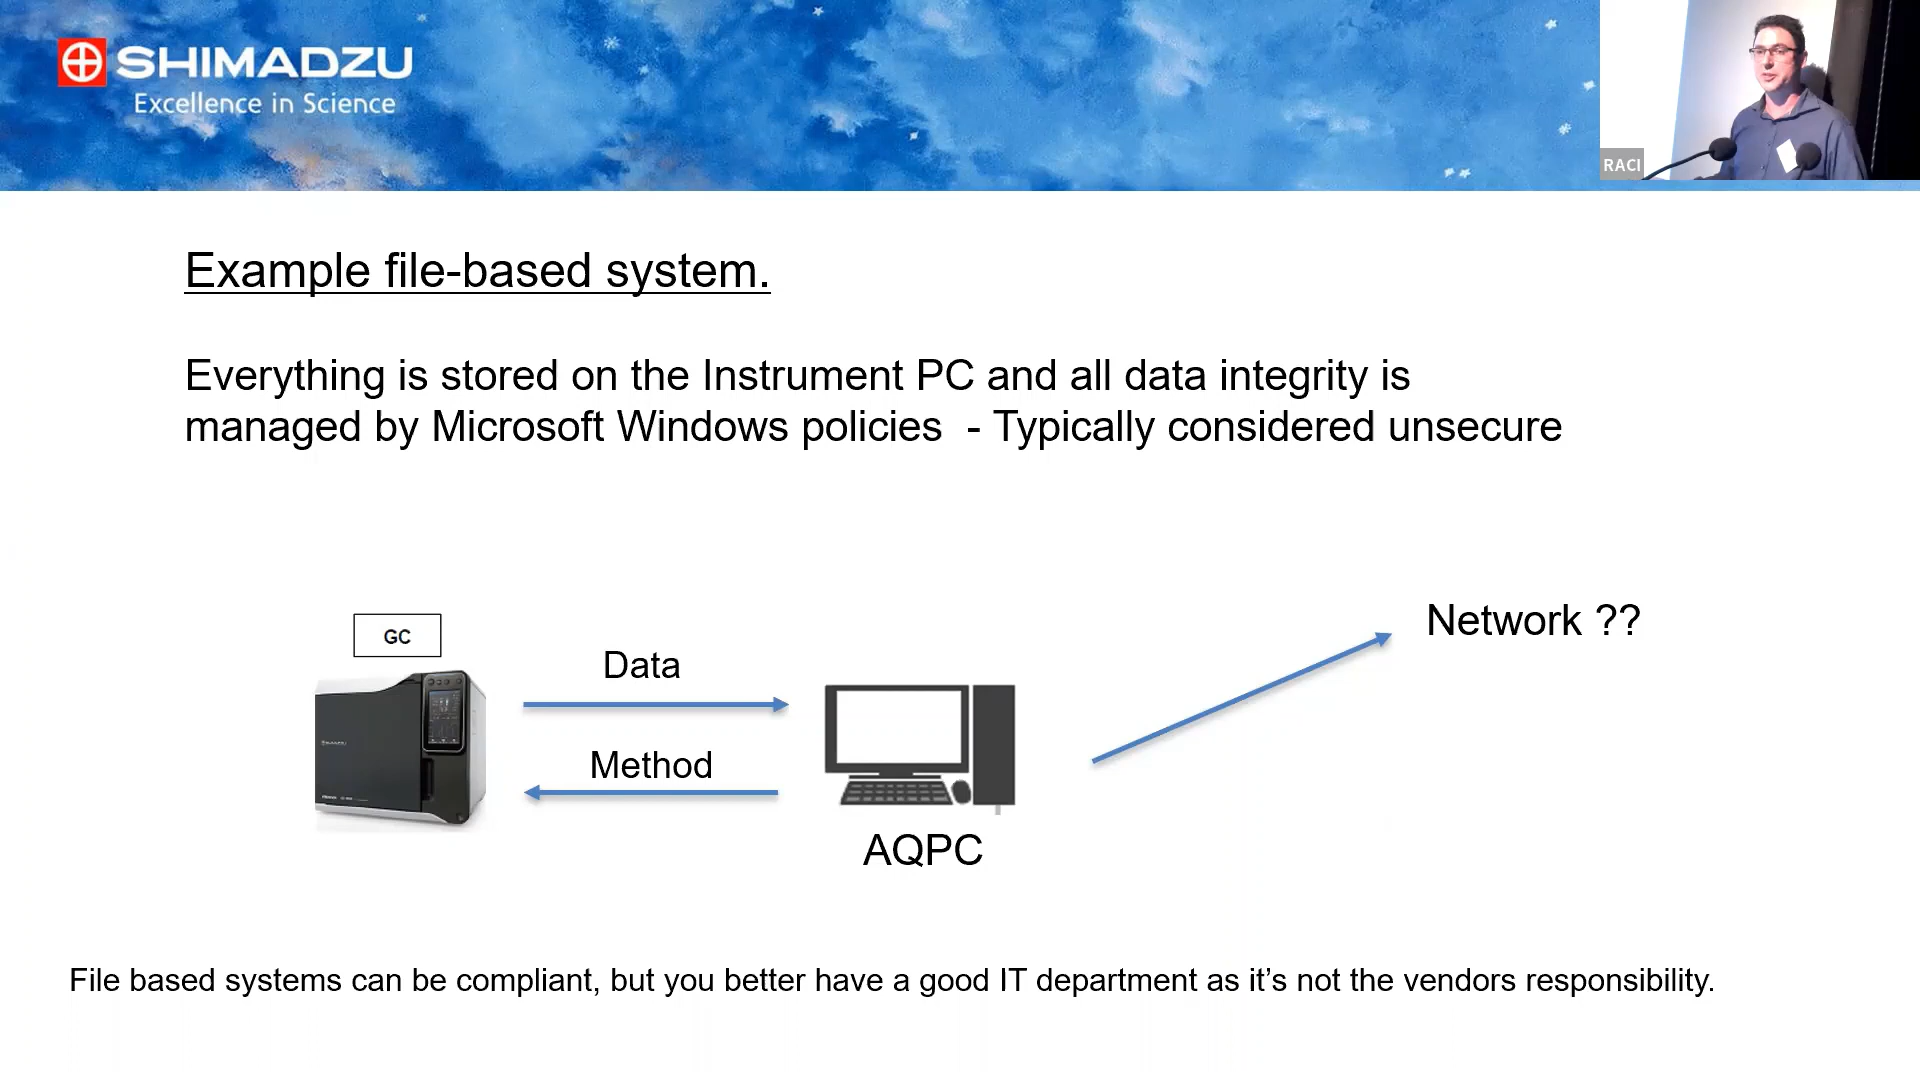 SHIMADZU
Excellence in Science
RACI
Example file-based system.
Everything is stored on the Instrument PC and all data integrity is
managed by Microsoft Windows policies - Typically considered unsecure
GC
Data
Network ??
Method
SHIMADZU
AQPC
File based systems can be compliant, but you better have a good IT department as it’s not the vendors responsibility.